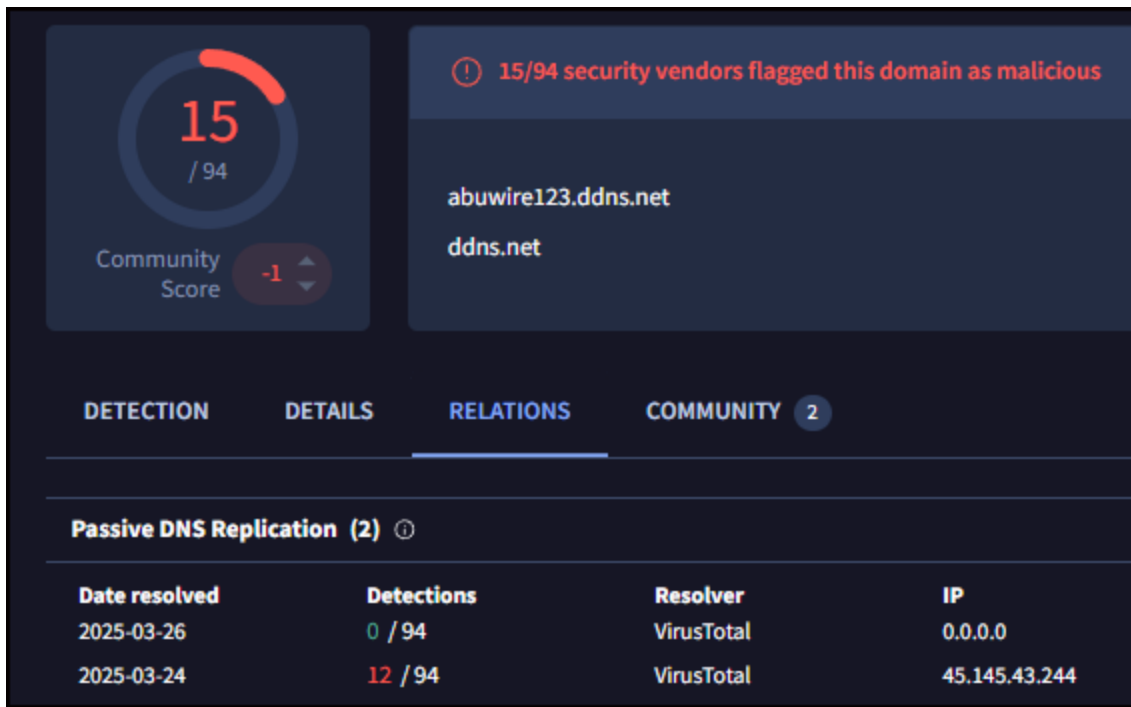 15
/ 94
Community
Score
-1
15/94 security vendors flagged this domain as malicious
abuwire123.ddns.net
ddns.net
DETECTION DETAILS RELATIONS COMMUNITY 2
Passive DNS Replication (2)
Date resolved Detections Resolver IP
2025-03-26 0 / 94 VirusTotal 0.0.0.0
2025-03-24 12 / 94 VirusTotal 45.145.43.244